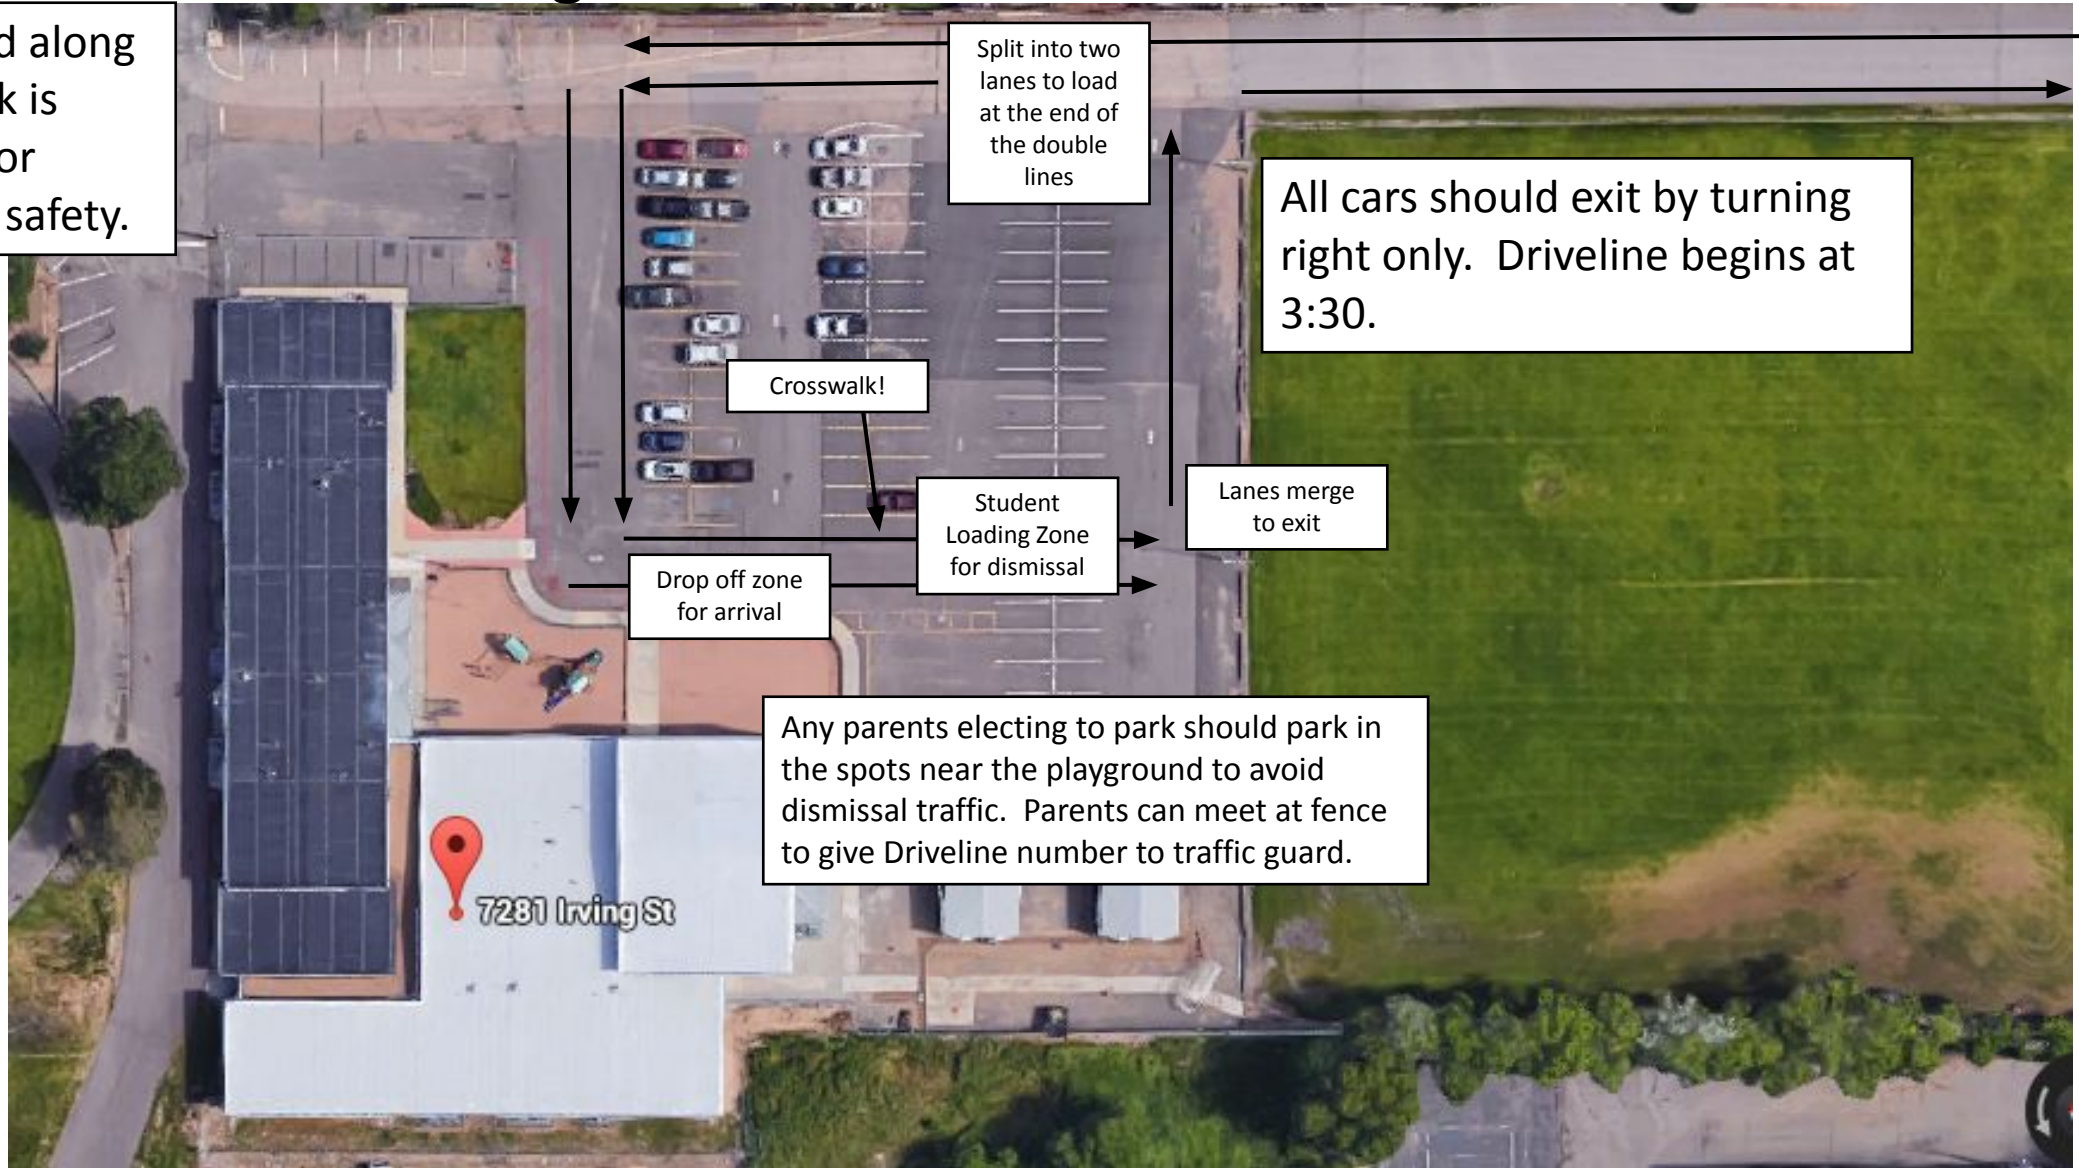 d along
k is
or
safety.
Split into two
lanes to load
at the end of
the double
lines
All cars should exit by turning
right only.  Driveline begins at
3:30.
Crosswalk!
Student
Loading Zone
for dismissal
Lanes merge
to exit
Drop off zone
for arrival
Any parents electing to park should park in
the spots near the playground to avoid
dismissal traffic.  Parents can meet at fence
to give Driveline number to traffic guard.
7281 Irving St